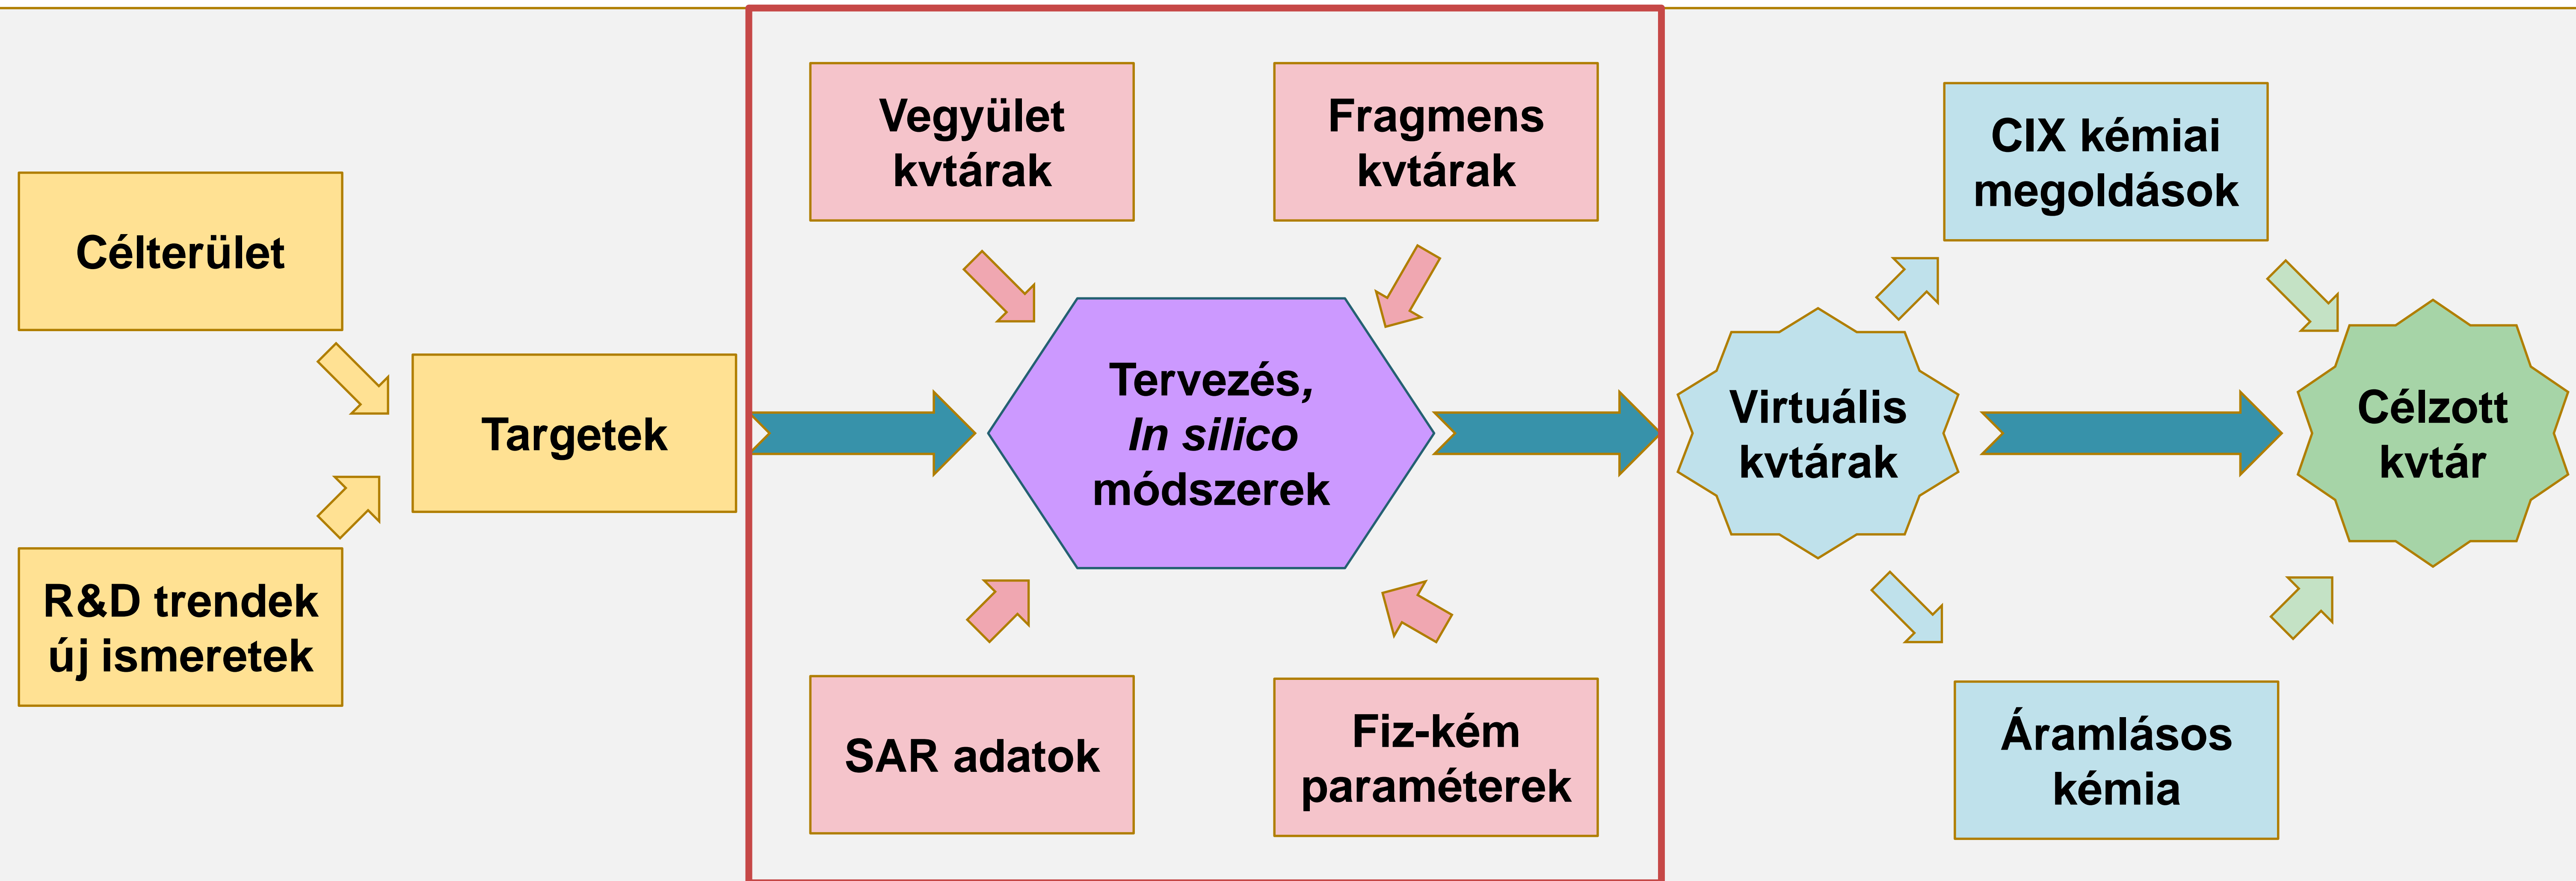 Célterület
R&D trendek
új ismeretek
Targetek
Vegyület
kvtárak
Fragmens
kvtárak
Tervezés,
In silico
módszerek
SAR adatok
Fiz-kém
paraméterek
Virtuális
kvtárak
CIX kémiai
megoldások
Áramlásos
kémia
Célzott
kvtár